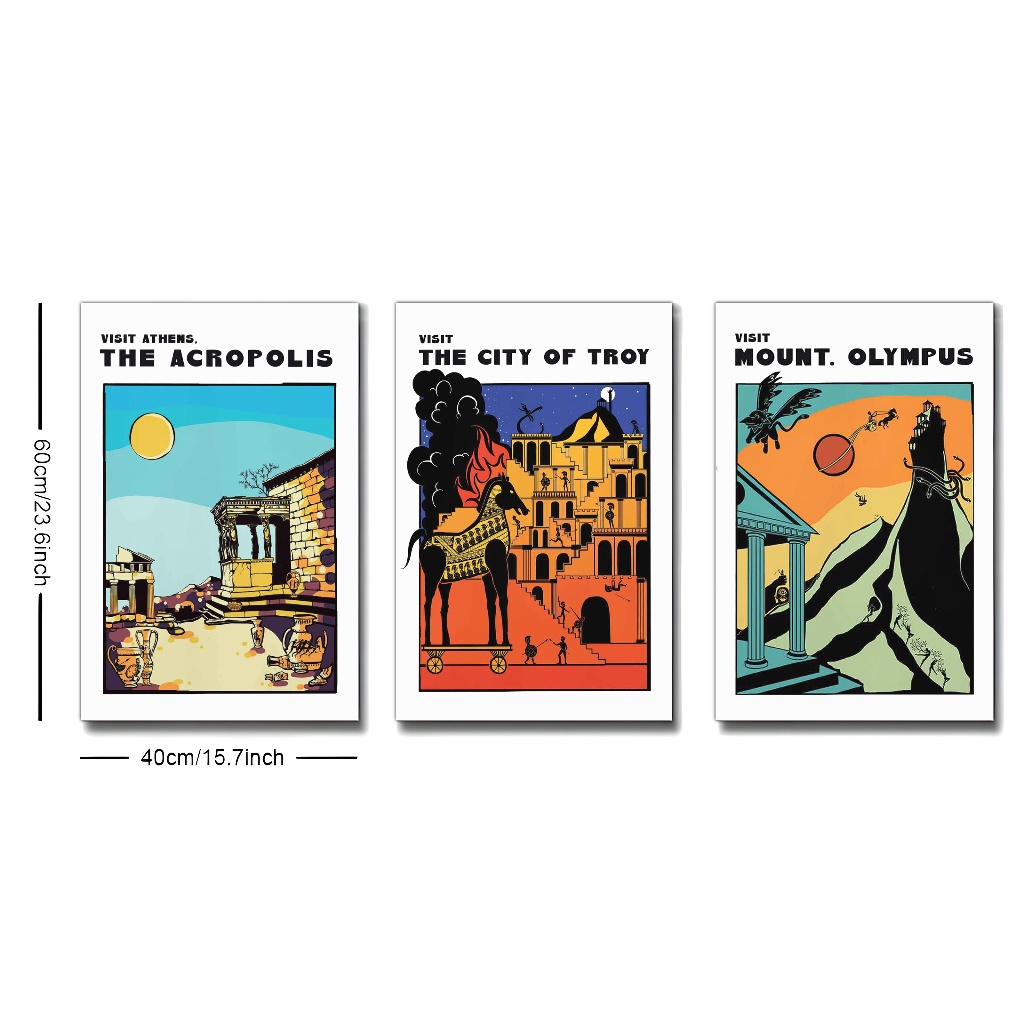 VISIT ATHENS,
THE ACROPOLIS
VISIT
THE CITY OF TROY
VISIT
MOUNT. OLYMPUS
60cm/23.6inch
40cm/15.7inch